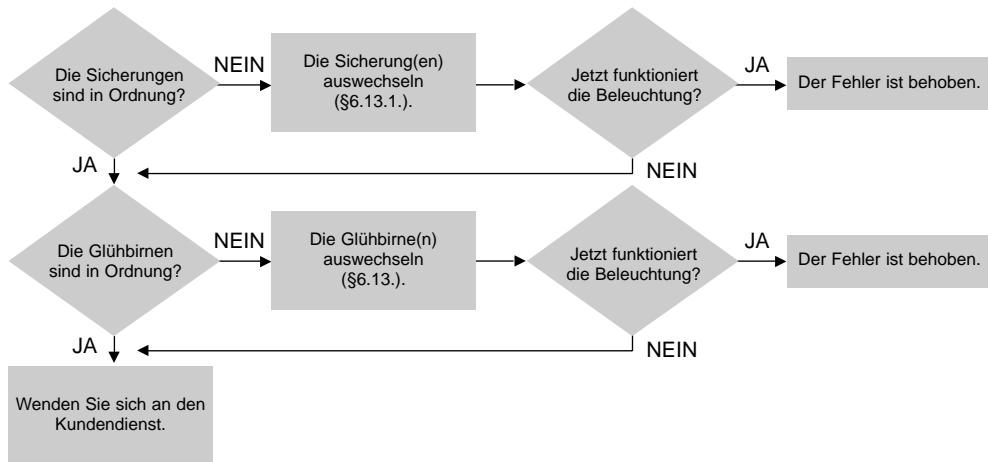 Die Sicherungen
sind in Ordnung?
NEIN
Die Sicherung(en)
auswechseln
(§6.13.1.).
Jetzt funktioniert
die Beleuchtung?
JA
Der Fehler ist behoben.
JA
NEIN
Die Glühbirnen
sind in Ordnung?
NEIN
Die Glühbirne(n)
auswechseln
(§6.13.).
Jetzt funktioniert
die Beleuchtung?
JA
Der Fehler ist behoben.
JA
NEIN
Wenden Sie sich an den
Kundendienst.